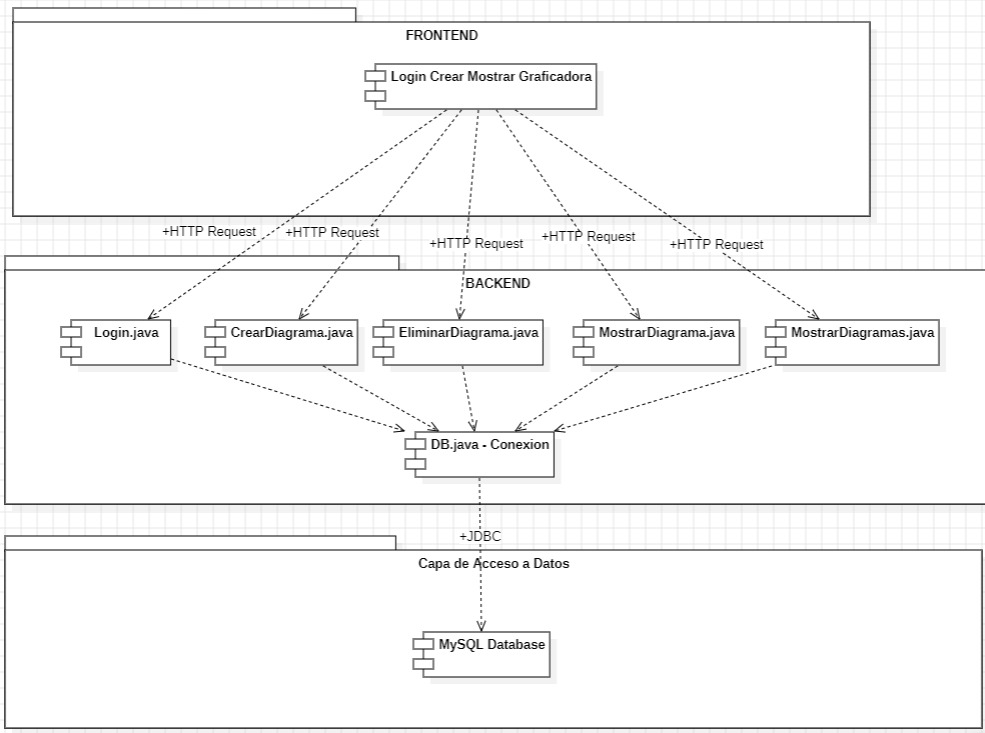 FRONTEND
Login Crear Mostrar Graficadora
+HTTP Request
+HTTP Request
+HTTP Request
+HTTP Request
+HTTP Request
BACKEND
Login.java
CrearDiagrama.java
EliminarDiagrama.java
MostrarDiagrama.java
MostrarDiagramas.java
DB.java - Conexion
+JDBC
Capa de Acceso a Datos
MySQL Database